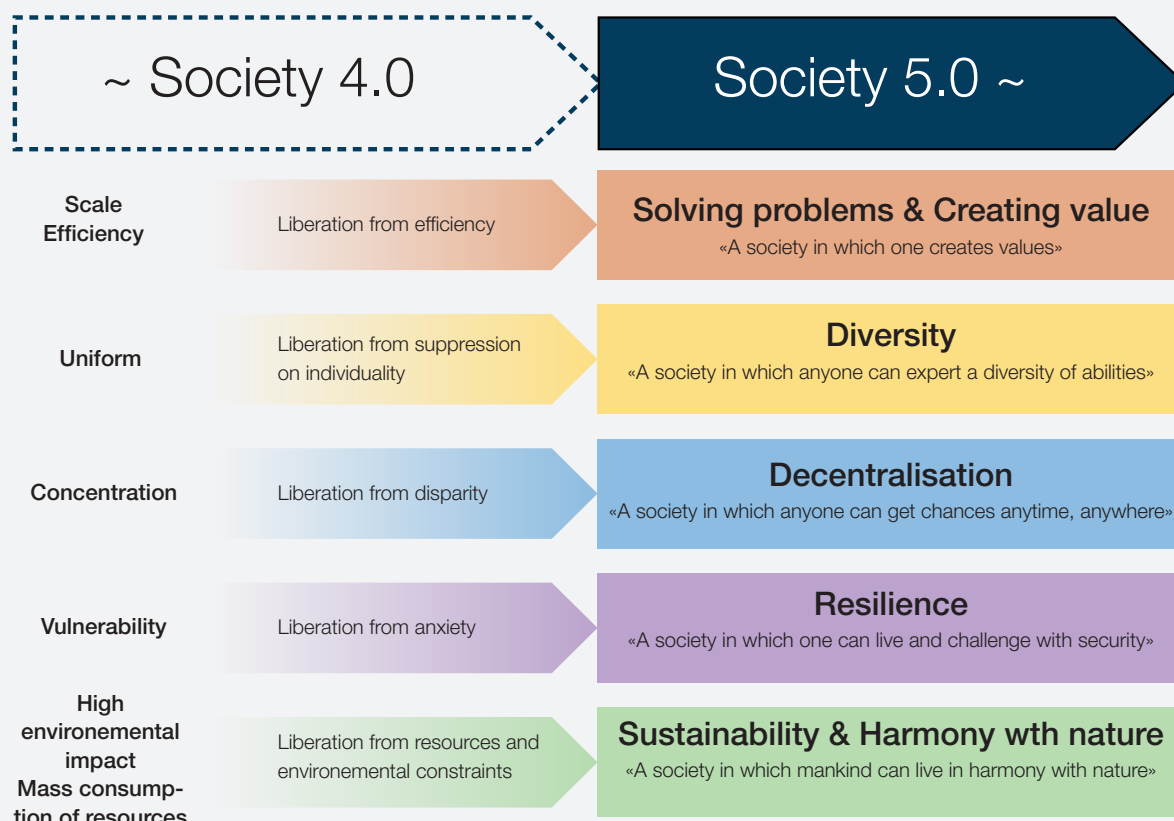 ~ Society 4.0
Society 5.0 ~
Scale
Efficiency
Liberation from efficiency
Solving problems & Creating value
«A society in which one creates values»
Uniform
Liberation from suppression
on individuality
Diversity
«A society in which anyone can expert a diversity of abilities»
Concentration
Liberation from disparity
Decentralisation
«A society in which anyone can get chances anytime, anywhere»
Vulnerability
Liberation from anxiety
Resilience
«A society in which one can live and challenge with security»
High
environemental
impact
Mass consump-
tion of resources
Liberation from resources and
environemental constraints
Sustainability & Harmony wth nature
«A society in which mankind can live in harmony with nature»